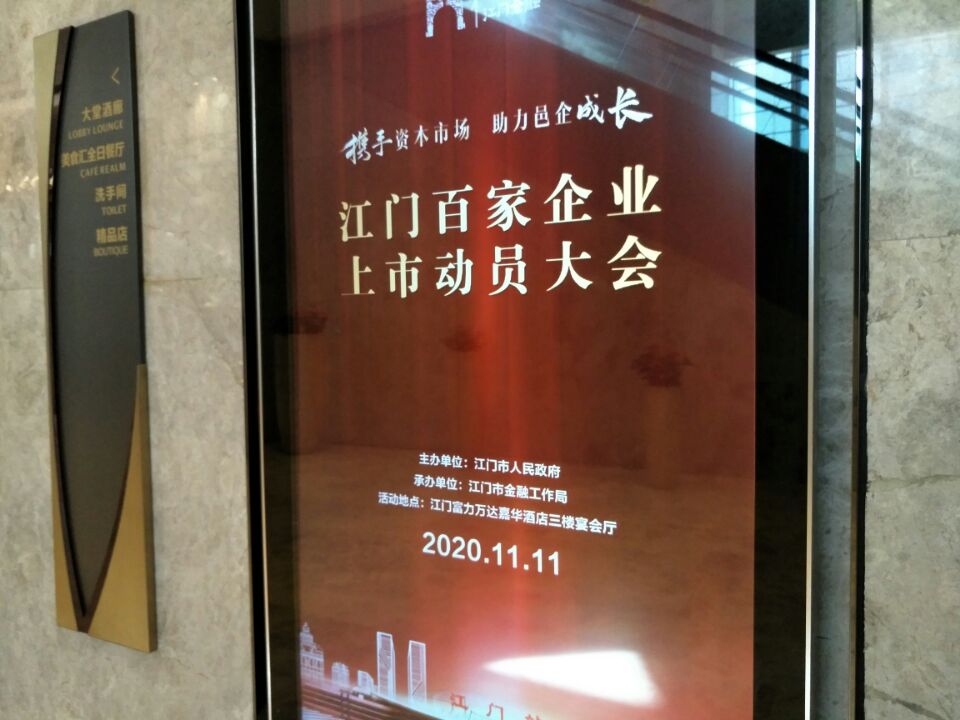 大堂酒廊
LOBBY LOUNGE
美食汇全日餐厅
CAFE REALM
洗手间
TOILET
精品店
BOUTIQUE
携手资本市场 助力邑企成长
江门百家企业
上市动员大会
主办单位：江门市人民政府
承办单位：江门市金融工作局
活动地点：江门富力万达嘉华酒店三楼宴会厅
2020.11.11
江门